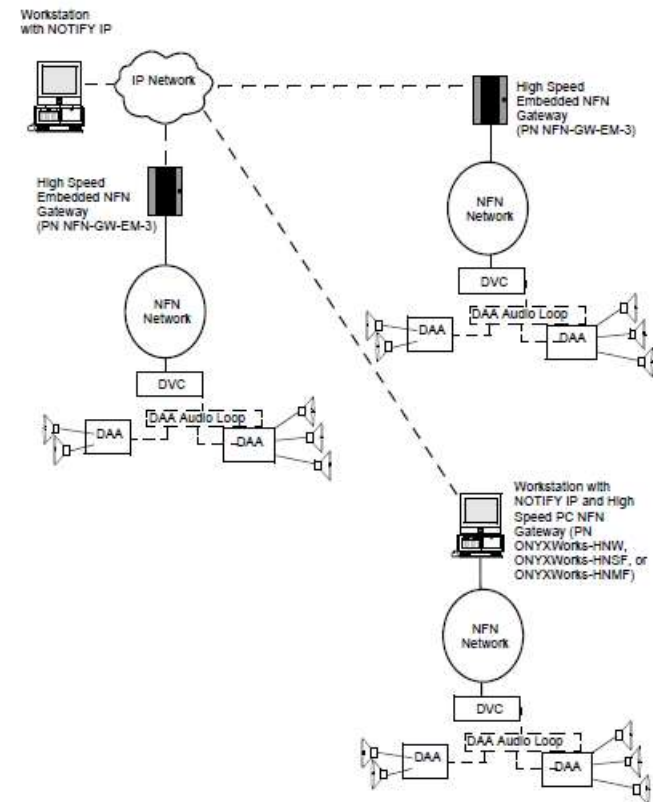 Workstation
with NOTIFY IP
IP Network
High Speed
Embedded NFN
Gateway
(PN NFN-GW-EM-3)
High Speed
Embedded NFN
Gateway
(PN NFN-GW-EM-3)
NFN
Network
DVC
DAA Audio Loop
DAA
DAA
NFN
Network
DVC
DAA Audio Loop
DAA
DAA
Workstation with
NOTIFY IP and High
Speed PC NFN
Gateway (PN
ONYXWorks-HNW,
ONYXWorks-HNSF, or
ONYXWorks-HNMF)
NFN
Network
DVC
DAA Audio Loop
DAA
DAA